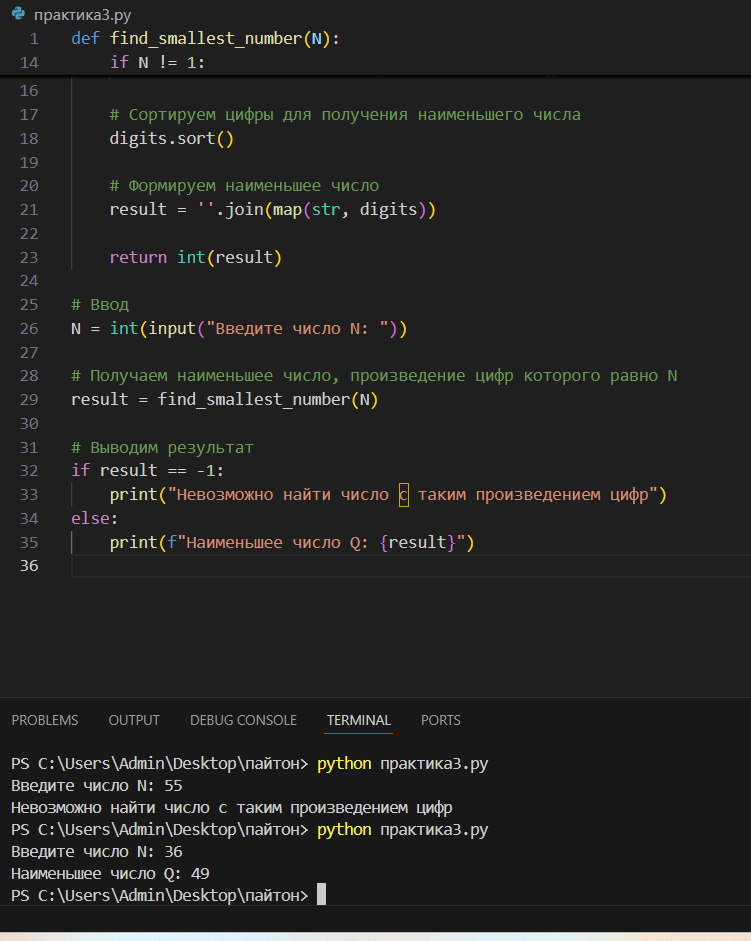 практика3.py
1 def find_smallest_number(N):
14 if N != 1:
16
17 # Сортируем цифры для получения наименьшего числа
18 digits.sort()
19
20 # Формируем наименьшее число
21 result = ''.join(map(str, digits))
22
23 return int(result)
24
25 # Ввод
26 N = int(input("Введите число N: "))
27
28 # Получаем наименьшее число, произведение цифр которого равно N
29 result = find_smallest_number(N)
30
31 # Выводим результат
32 if result == -1:
33 print("Невозможно найти число с таким произведением цифр")
34 else:
35 print(f"Наименьшее число Q: {result}")
36
PROBLEMS OUTPUT DEBUG CONSOLE TERMINAL PORTS
PS C:\Users\Admin\Desktop\пайтон> python практика3.py
Введите число N: 55
Невозможно найти число с таким произведением цифр
PS C:\Users\Admin\Desktop\пайтон> python практика3.py
Введите число N: 36
Наименьшее число Q: 49
PS C:\Users\Admin\Desktop\пайтон>